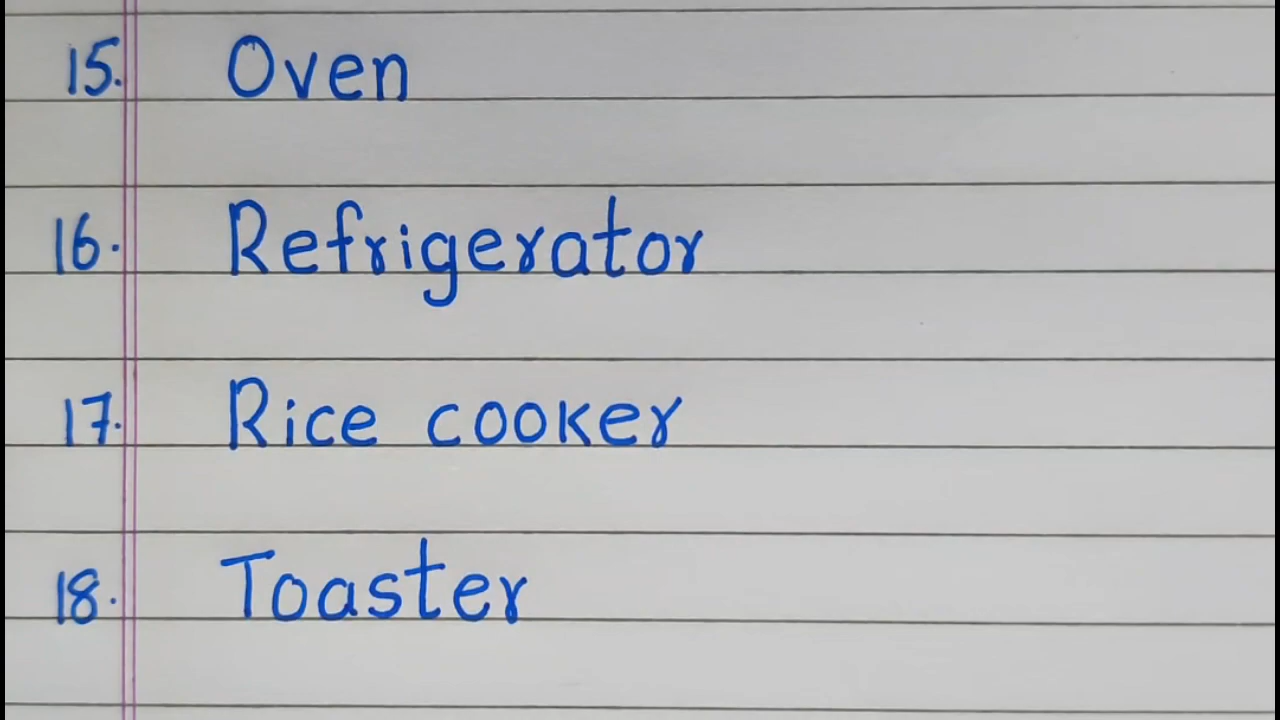 15. Oven
16. Refrigerator
17. Rice cooker
18. Toaster